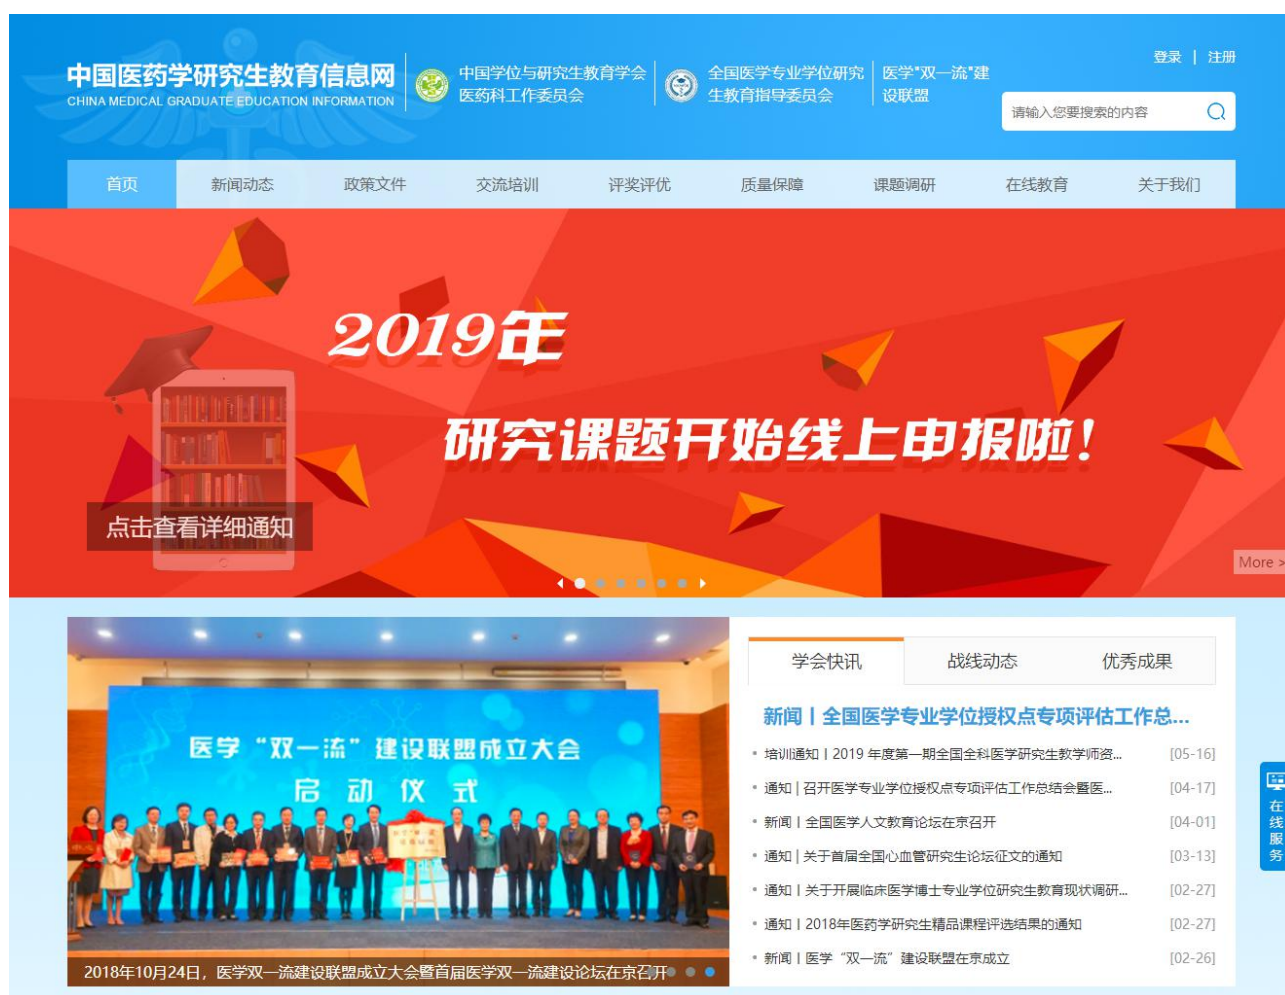 登录 | 注册
中国医药学研究生教育信息网
CHINA MEDICAL GRADUATE EDUCATION INFORMATION
中国学位与研究生教育学会
医药科工作委员会
全国医学专业学位研究
生教育指导委员会
医学"双一流"建
设联盟
请输入您要搜索的内容
首页 新闻动态 政策文件 交流培训 评奖评优 质量保障 课题调研 在线教育 关于我们
2019年
研究课题开始线上申报啦!
点击查看详细通知
More >
医学“双一流”建设联盟成立大会
启动仪式
2018年10月24日，医学双一流建设联盟成立大会暨首届医学双一流建设论坛在京召开
学会快讯 战线动态 优秀成果
新闻丨全国医学专业学位授权点专项评估工作总...
培训通知丨2019 年度第一期全国全科医学研究生教学师资... [05-16]
通知 | 召开医学专业学位授权点专项评估工作总结会暨医... [04-17]
新闻丨全国医学人文教育论坛在京召开 [04-01]
通知 | 关于首届全国心血管研究生论坛征文的通知 [03-13]
通知丨关于开展临床医学博士专业学位研究生教育现状调研... [02-27]
通知丨2018年医药学研究生精品课程评选结果的通知 [02-27]
新闻丨医学“双一流”建设联盟在京成立 [02-26]
在线服务